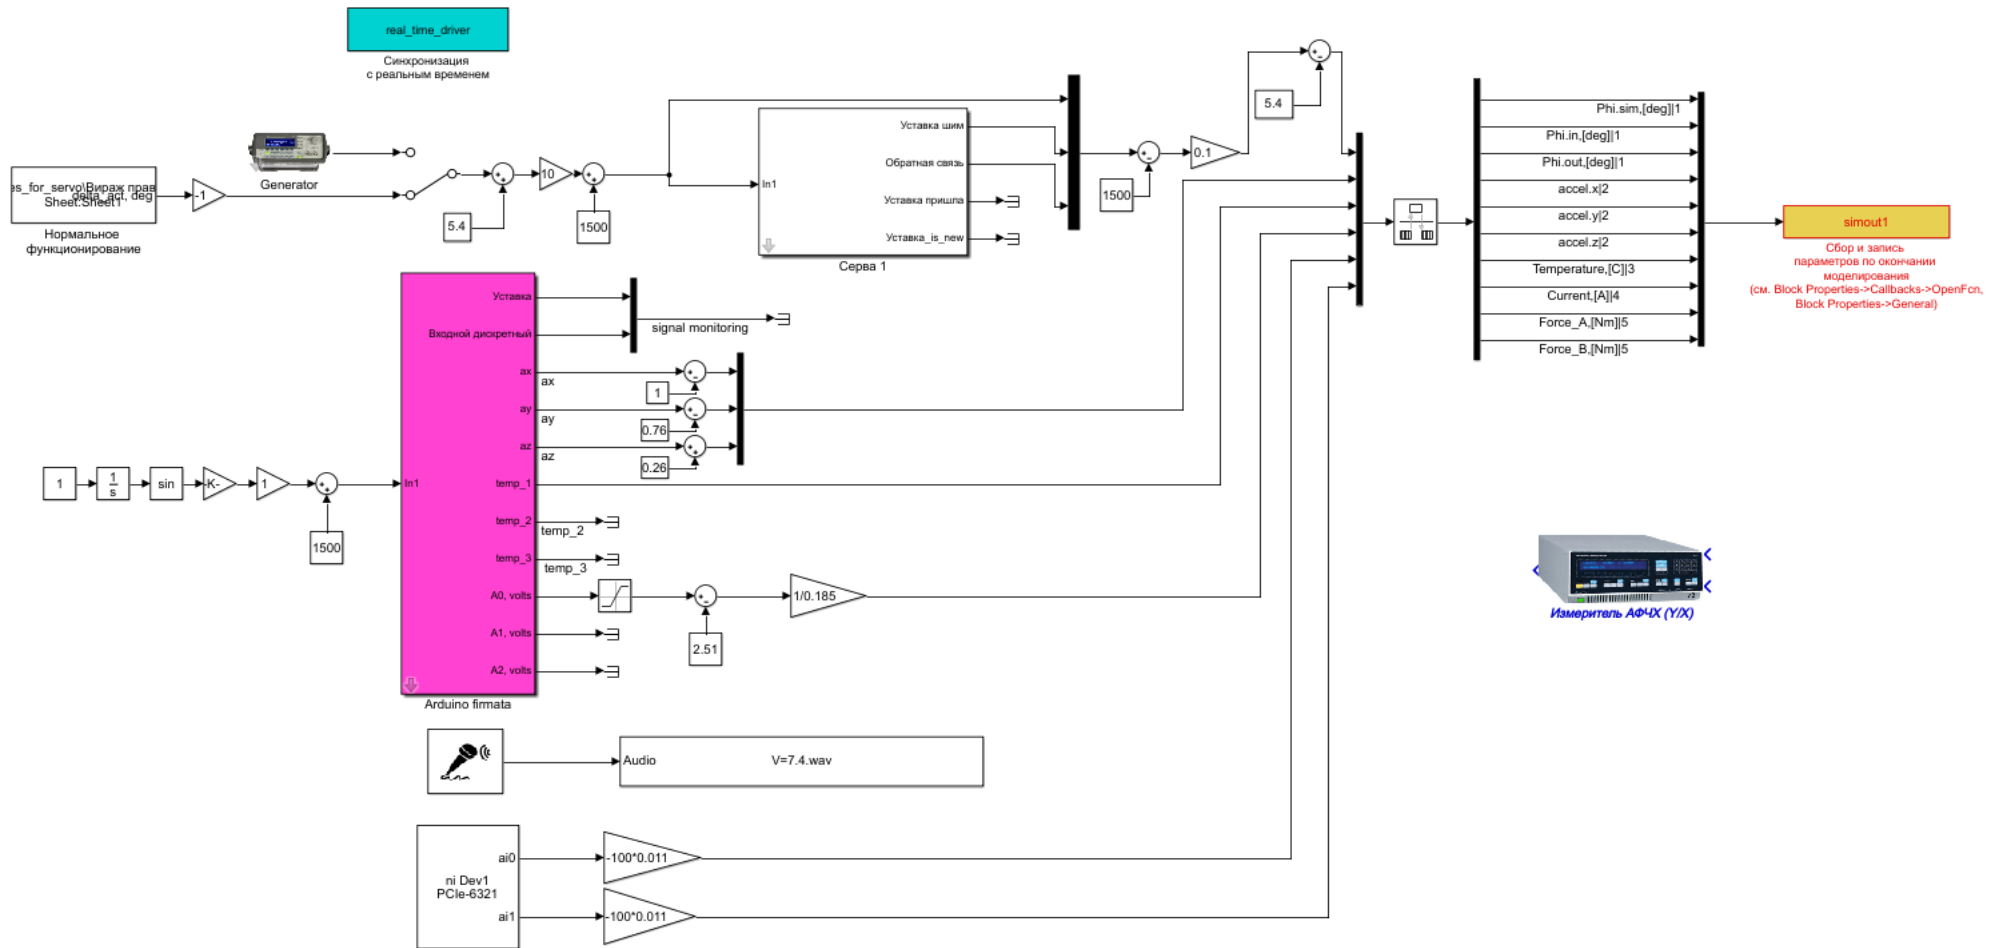 real_time_driver
Синхронизация
с реальным временем
Generator
es_for_servo\Вираж прав
delta_act, deg
Sheet:Sheet1
Нормальное
функционирование
-1
5.4
10
1500
In1
Уставка шим
Обратная связь
Уставка пришла
Уставка_is_new
Серва 1
1500
0.1
5.4
Phi.sim,[deg]|1
Phi.in,[deg]|1
Phi.out,[deg]|1
accel.x|2
accel.y|2
accel.z|2
Temperature,[C]|3
Current,[A]|4
Force_A,[Nm]|5
Force_B,[Nm]|5
simout1
Сбор и запись
параметров по окончании
моделирования
(см. Block Properties->Callbacks->OpenFcn,
Block Properties->General)
1
1
s
sin
-K-
1
1500
In1
Уставка
Входной дискретный
ax
ay
az
temp_1
temp_2
temp_3
A0, volts
A1, volts
A2, volts
Arduino firmata
signal monitoring
ax
1
ay
0.76
az
0.26
temp_2
temp_3
2.51
1/0.185
Audio
V=7.4.wav
ni Dev1
PCIe-6321
ai0
ai1
-100*0.011
-100*0.011
Измеритель АФЧХ (Y/X)